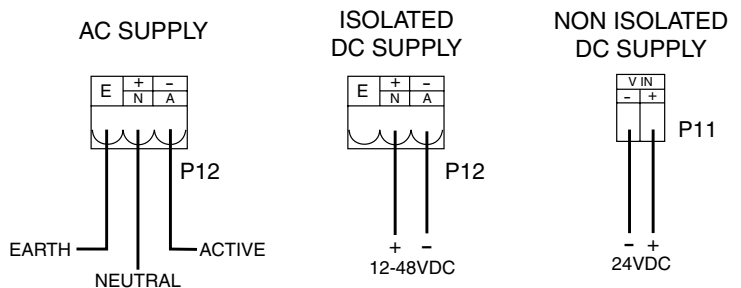 AC SUPPLY
E
+
–
N
A
P12
EARTH
NEUTRAL
ACTIVE
ISOLATED
DC SUPPLY
E
+
–
N
A
P12
+
–
12-48VDC
NON ISOLATED
DC SUPPLY
V IN
– +
P11
– +
24VDC